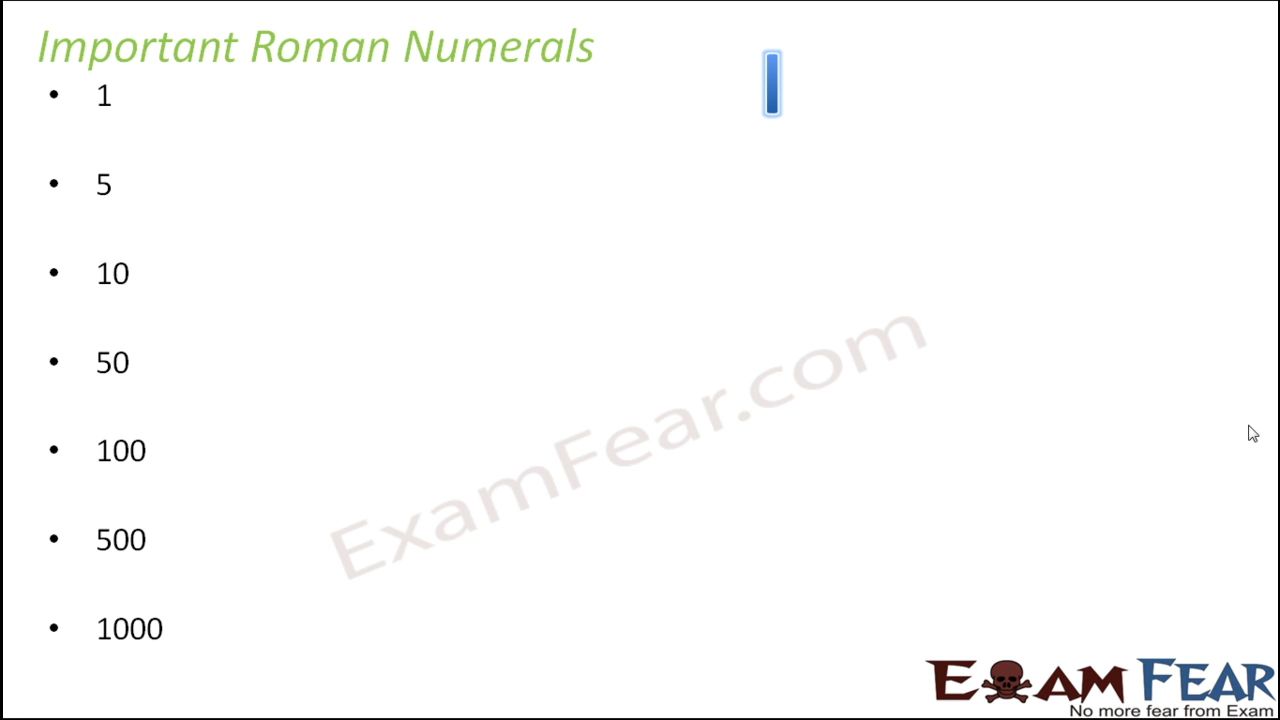 Important Roman Numerals
• 1 I
• 5
• 10
• 50
• 100
• 500
• 1000
ExamFear.com
EXAM FEAR
No more fear from Exam